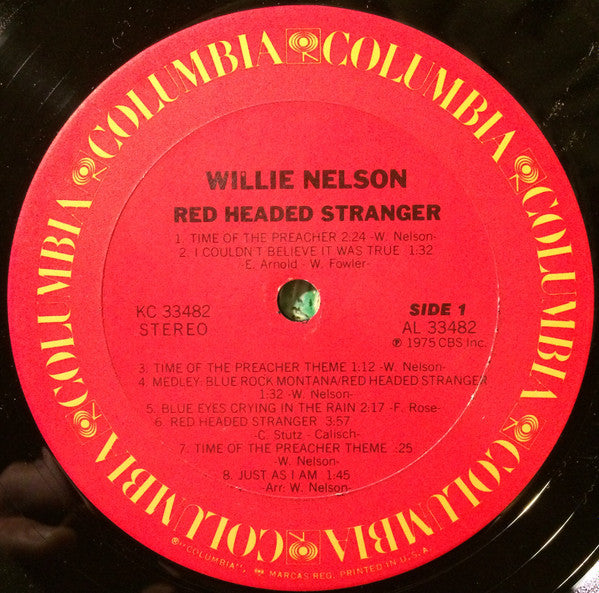 COLUMBIA COLUMBIA COLUMBIA COLUMBIA COLUMBIA COLUMBIA
WILLIE NELSON
RED HEADED STRANGER
1. TIME OF THE PREACHER 2:24 -W. Nelson-
2. I COULDN'T BELIEVE IT WAS TRUE 1:32
-E. Arnold - W. Fowler-
KC 33482
STEREO
SIDE 1
AL 33482
℗ 1975 CBS Inc.
3. TIME OF THE PREACHER THEME 1:12 -W. Nelson-
4. MEDLEY: BLUE ROCK MONTANA/RED HEADED STRANGER
1:32 -W. Nelson-
5. BLUE EYES CRYING IN THE RAIN 2:17 -F. Rose-
6. RED HEADED STRANGER 3:57
-C. Stutz - Calisch-
7. TIME OF THE PREACHER THEME :25
-W. Nelson-
8. JUST AS I AM 1:45
-Arr: W. Nelson-
® "COLUMBIA", MARCAS REG. PRINTED IN U.S.A.